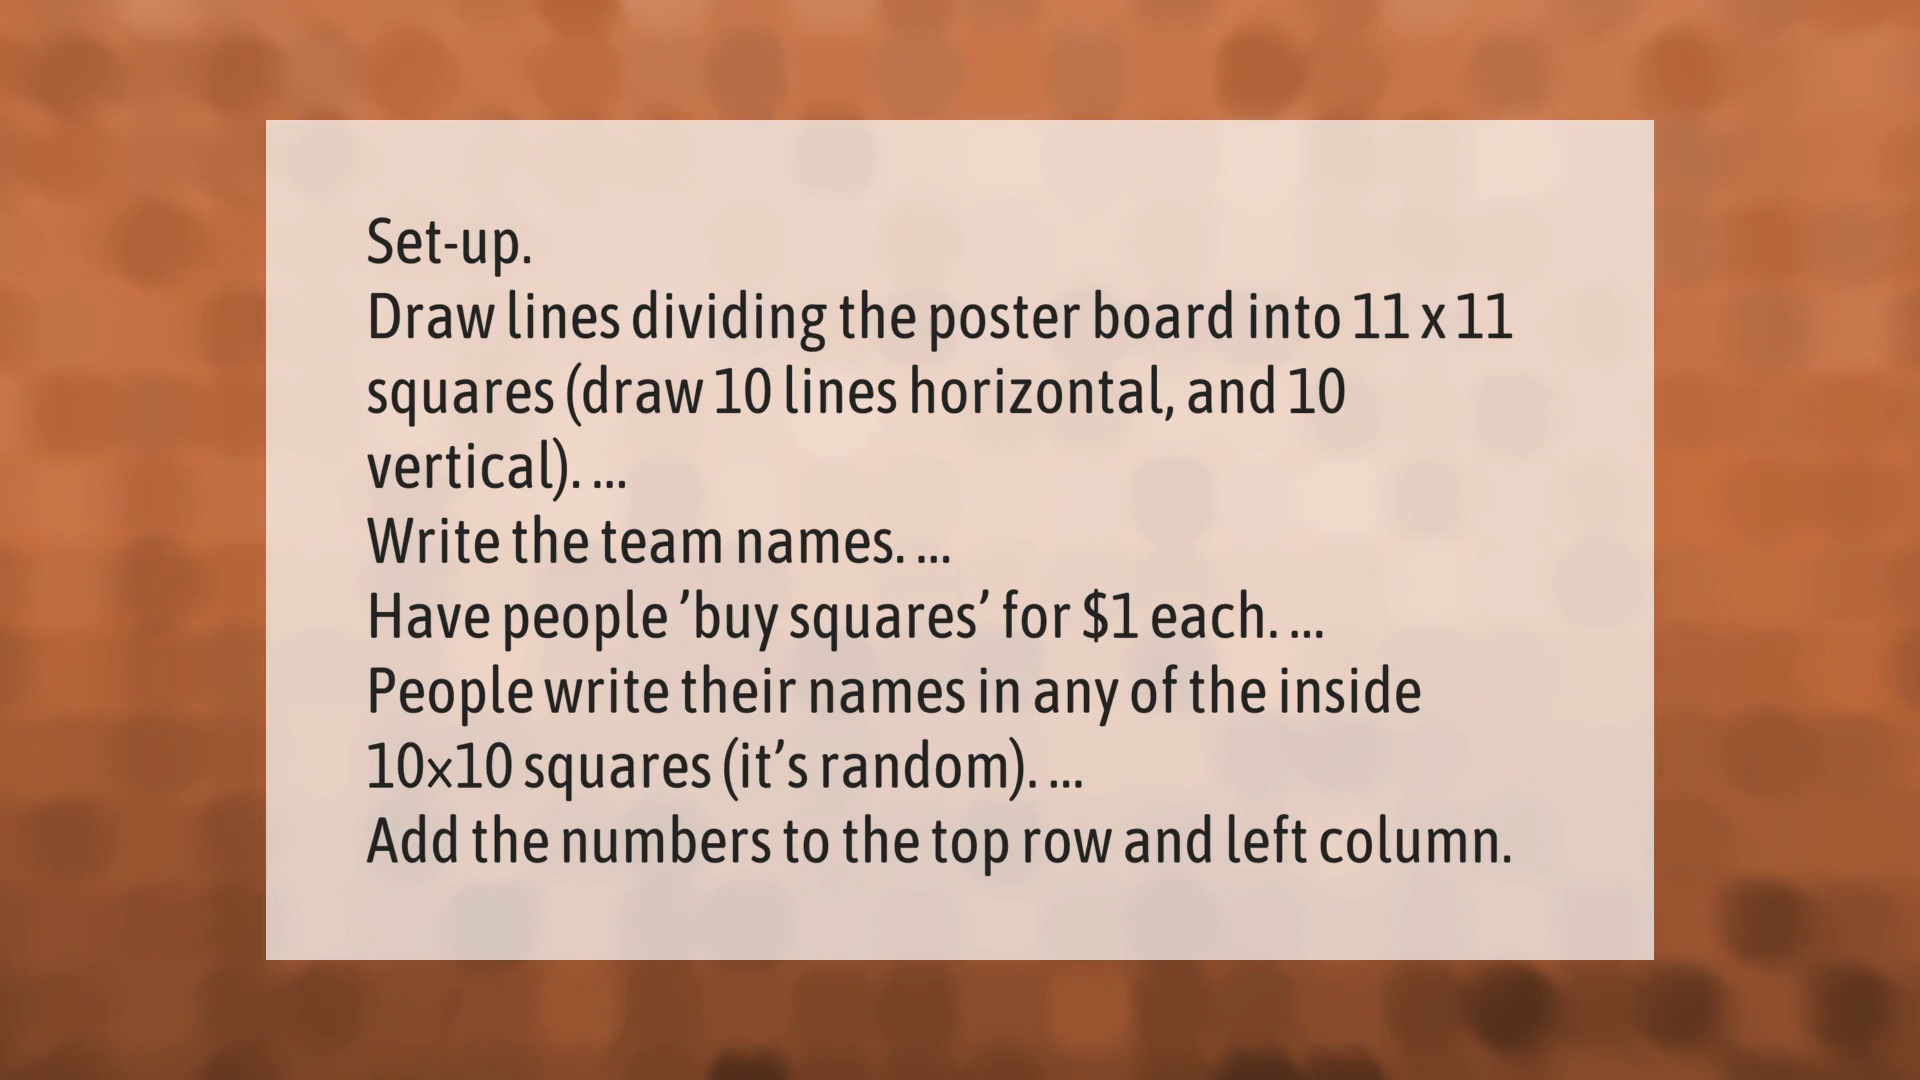 Set-up.
Draw lines dividing the poster board into 11 x 11
squares (draw 10 lines horizontal, and 10
vertical). ...
Write the team names. ...
Have people ’buy squares’ for $1 each. ...
People write their names in any of the inside
10×10 squares (it’s random). ...
Add the numbers to the top row and left column.